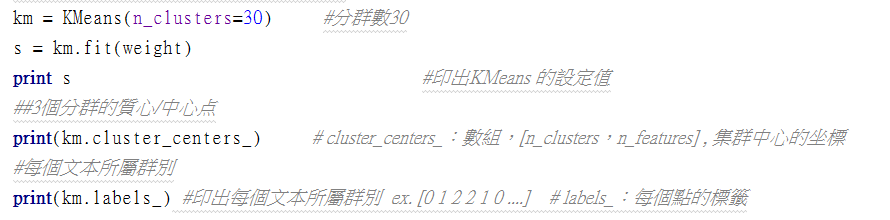 km = KMeans(n_clusters=30) #分群數30
s = km.fit(weight)
print s #印出KMeans 的設定值
##3個分群的質心/中心点
print(km.cluster_centers_) # cluster_centers_：數組，[n_clusters，n_features] , 集群中心的坐標
#每個文本所屬群別
print(km.labels_) #印出每個文本所屬群別 ex. [0 1 2 2 1 0 ....] # labels_：每個點的標籤